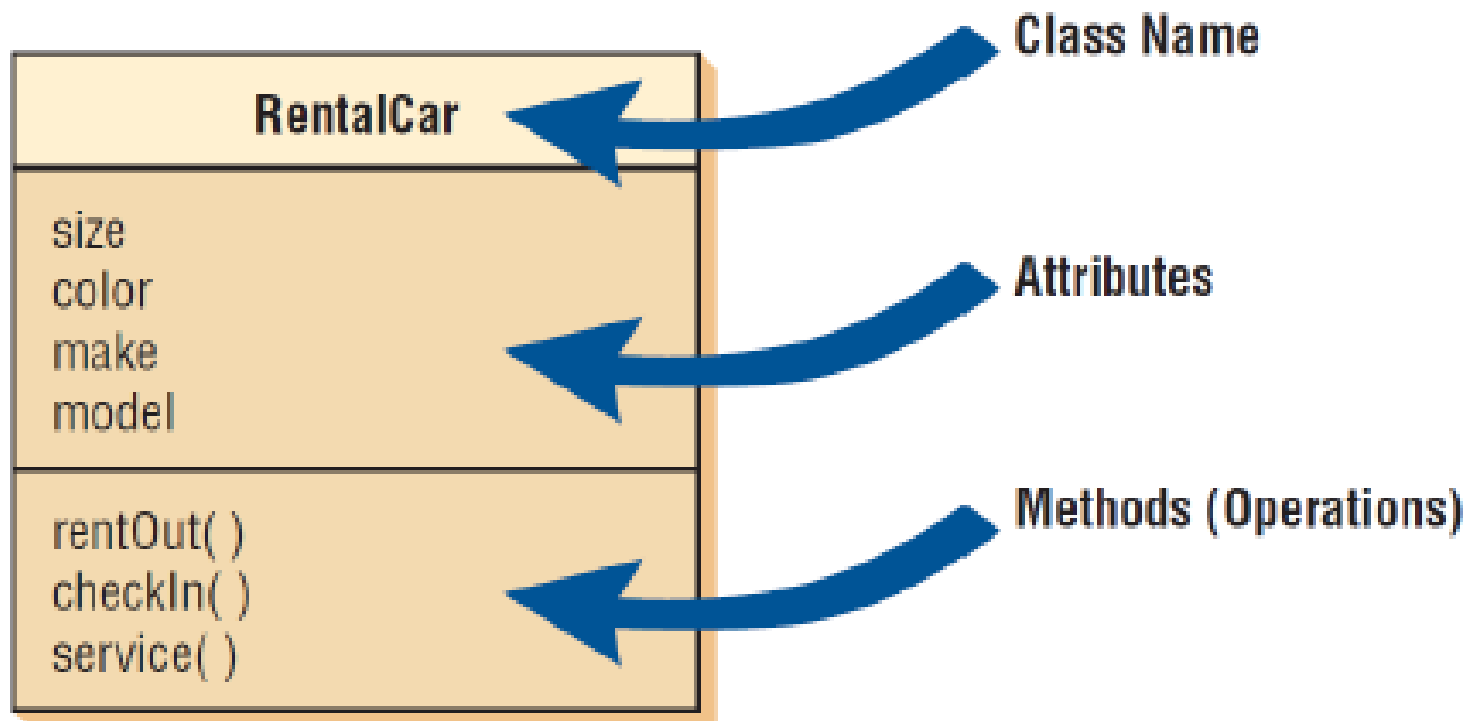 Class Name
RentalCar
size
color
make
model
Attributes
rentOut( )
checkIn( )
service( )
Methods (Operations)